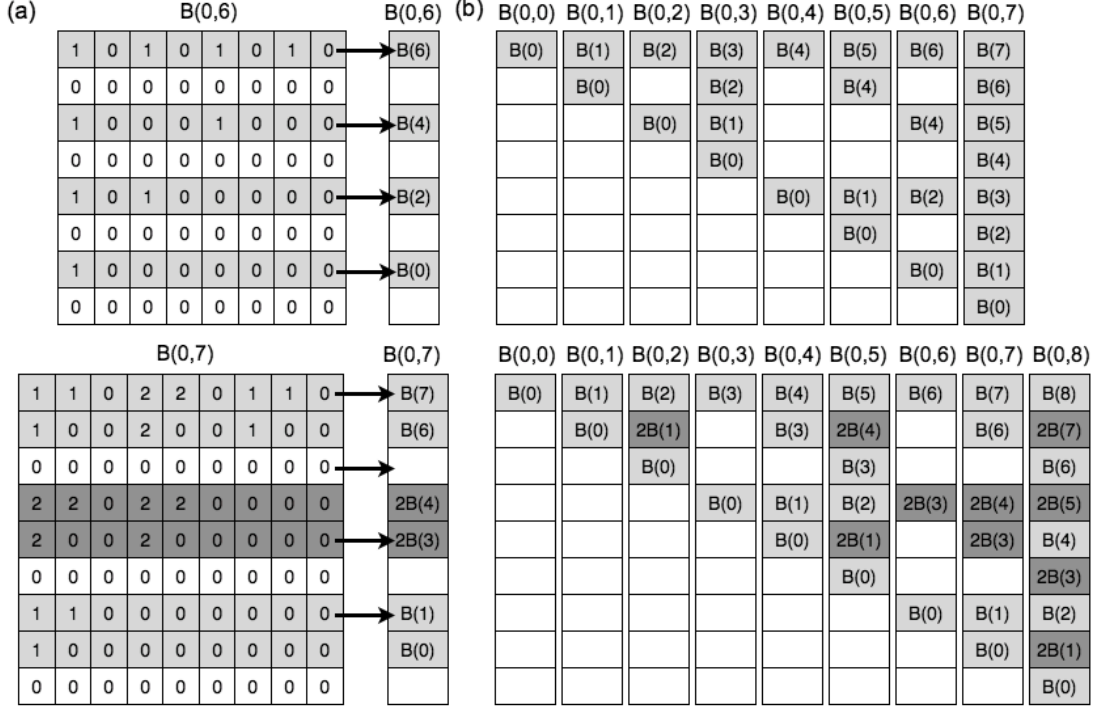 (a) B(0,6) B(0,6) (b) B(0,0) B(0,1) B(0,2) B(0,3) B(0,4) B(0,5) B(0,6) B(0,7)
1 0 1 0 1 0 1 0 B(6) B(0) B(1) B(2) B(3) B(4) B(5) B(6) B(7)
0 0 0 0 0 0 0 0 B(0) B(2) B(4) B(6)
1 0 0 0 1 0 0 0 B(4) B(0) B(1) B(4) B(5)
0 0 0 0 0 0 0 0 B(0) B(4)
1 0 1 0 0 0 0 0 B(2) B(0) B(1) B(2) B(3)
0 0 0 0 0 0 0 0 B(0) B(2)
1 0 0 0 0 0 0 0 B(0) B(0) B(1)
0 0 0 0 0 0 0 0 B(0)
B(0,7) B(0,7) B(0,0) B(0,1) B(0,2) B(0,3) B(0,4) B(0,5) B(0,6) B(0,7) B(0,8)
1 1 0 2 2 0 1 1 0 B(7) B(0) B(1) B(2) B(3) B(4) B(5) B(6) B(7) B(8)
1 0 0 2 0 0 1 0 0 B(6) B(0) 2B(1) B(3) 2B(4) B(6) 2B(7)
0 0 0 0 0 0 0 0 0 B(0) B(3) B(6)
2 2 0 2 2 0 0 0 0 2B(4) B(0) B(1) B(2) 2B(3) 2B(4) 2B(5)
2 0 0 2 0 0 0 0 0 2B(3) B(0) 2B(1) 2B(3) B(4)
0 0 0 0 0 0 0 0 0 B(0) 2B(3)
1 1 0 0 0 0 0 0 0 B(1) B(0) B(1) B(2)
1 0 0 0 0 0 0 0 0 B(0) B(0) 2B(1)
0 0 0 0 0 0 0 0 0 B(0)